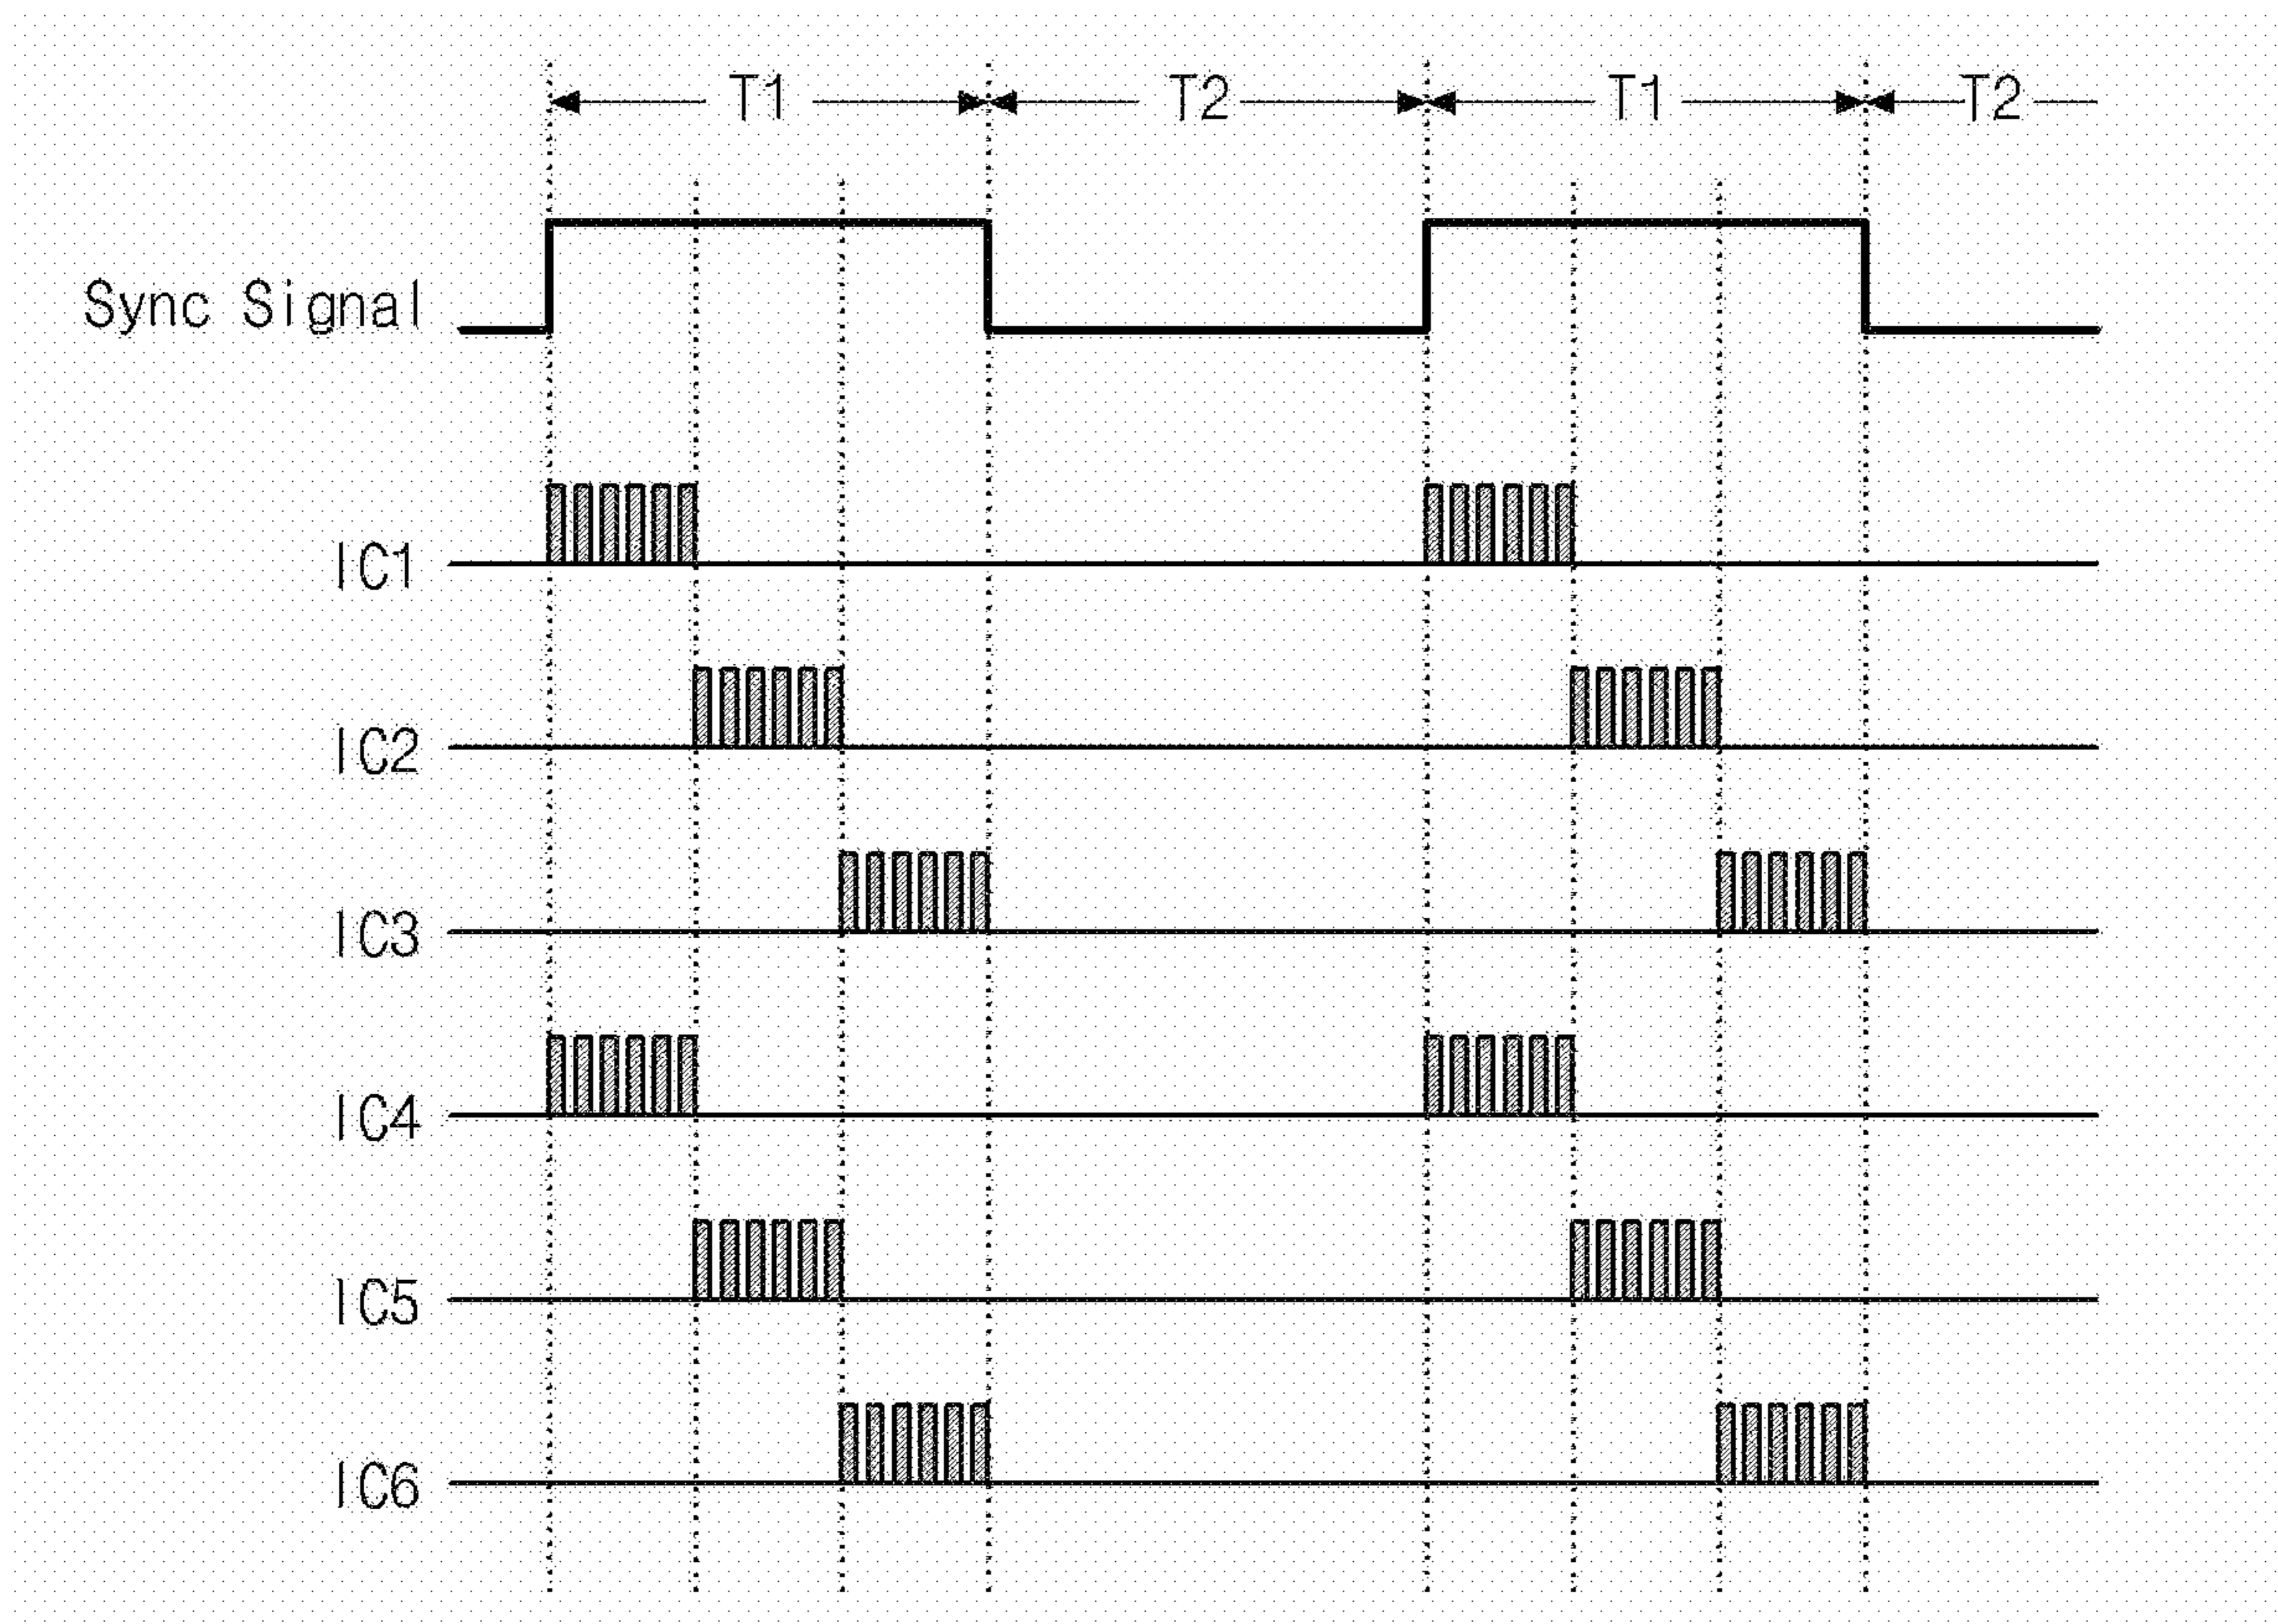 T1 T2 T1 T2
Sync Signal
IC1
IC2
IC3
IC4
IC5
IC6